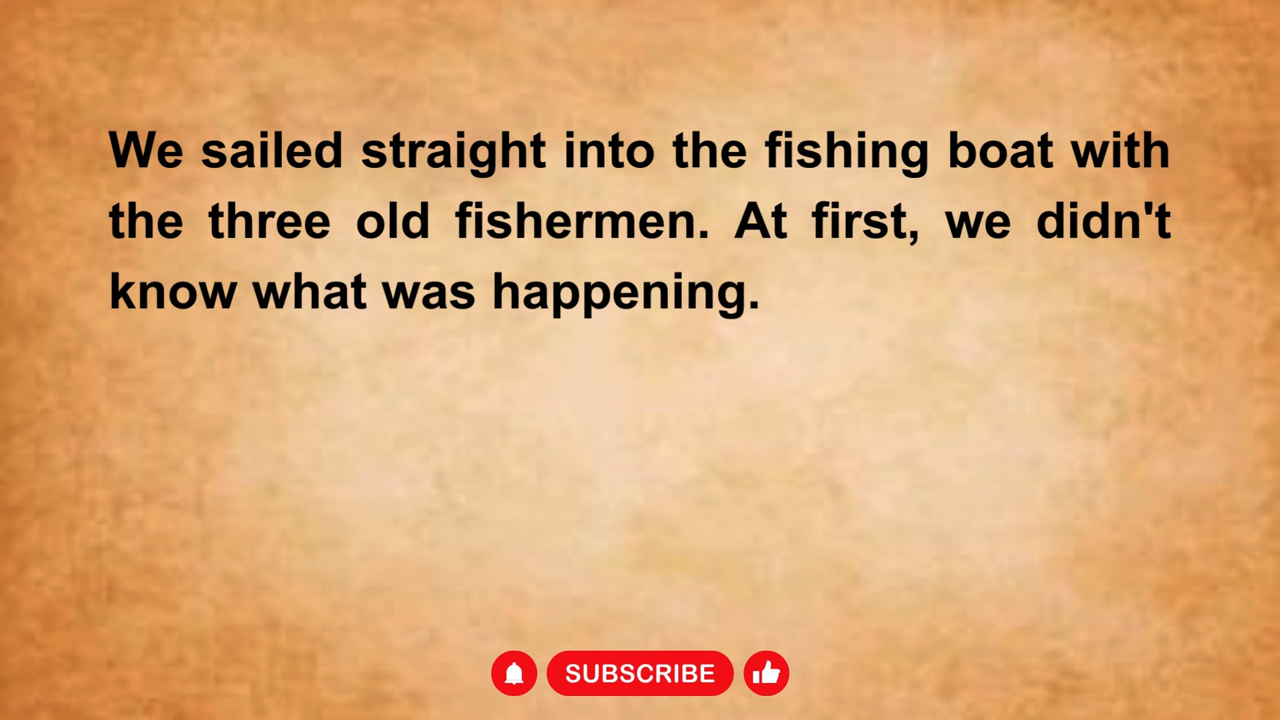 We sailed straight into the fishing boat with
the three old fishermen. At first, we didn't
know what was happening.
SUBSCRIBE